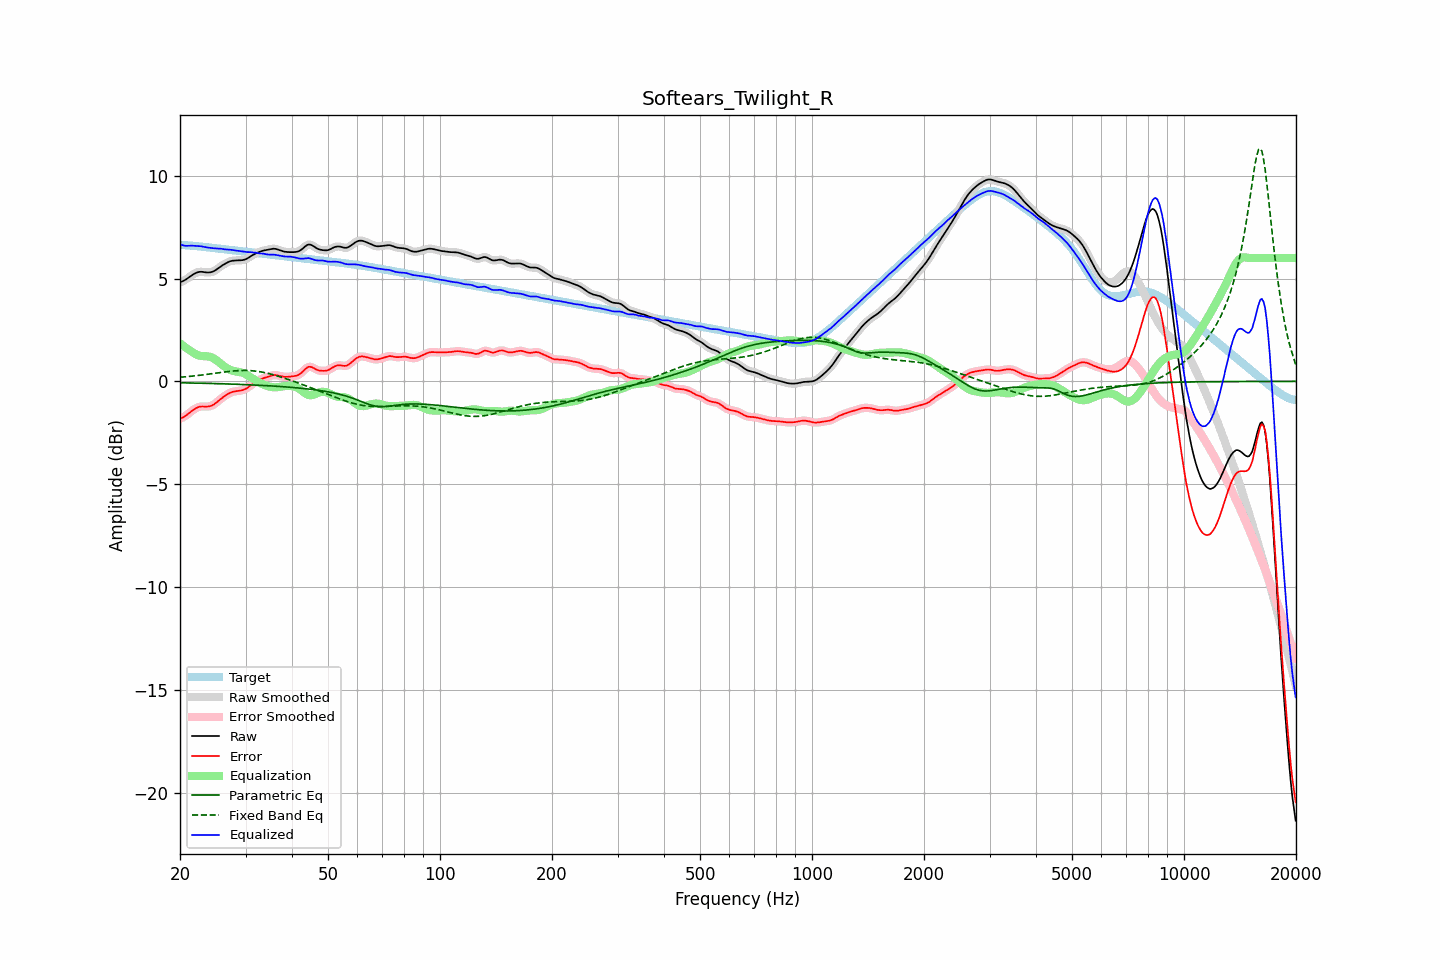 Softears_Twilight_R
10
5
0
−5
−10
−15
−20
Amplitude (dBr)
Target
Raw Smoothed
Error Smoothed
Raw
Error
Equalization
Parametric Eq
Fixed Band Eq
Equalized
20 50 100 200 500 1000 2000 5000 10000 20000
Frequency (Hz)